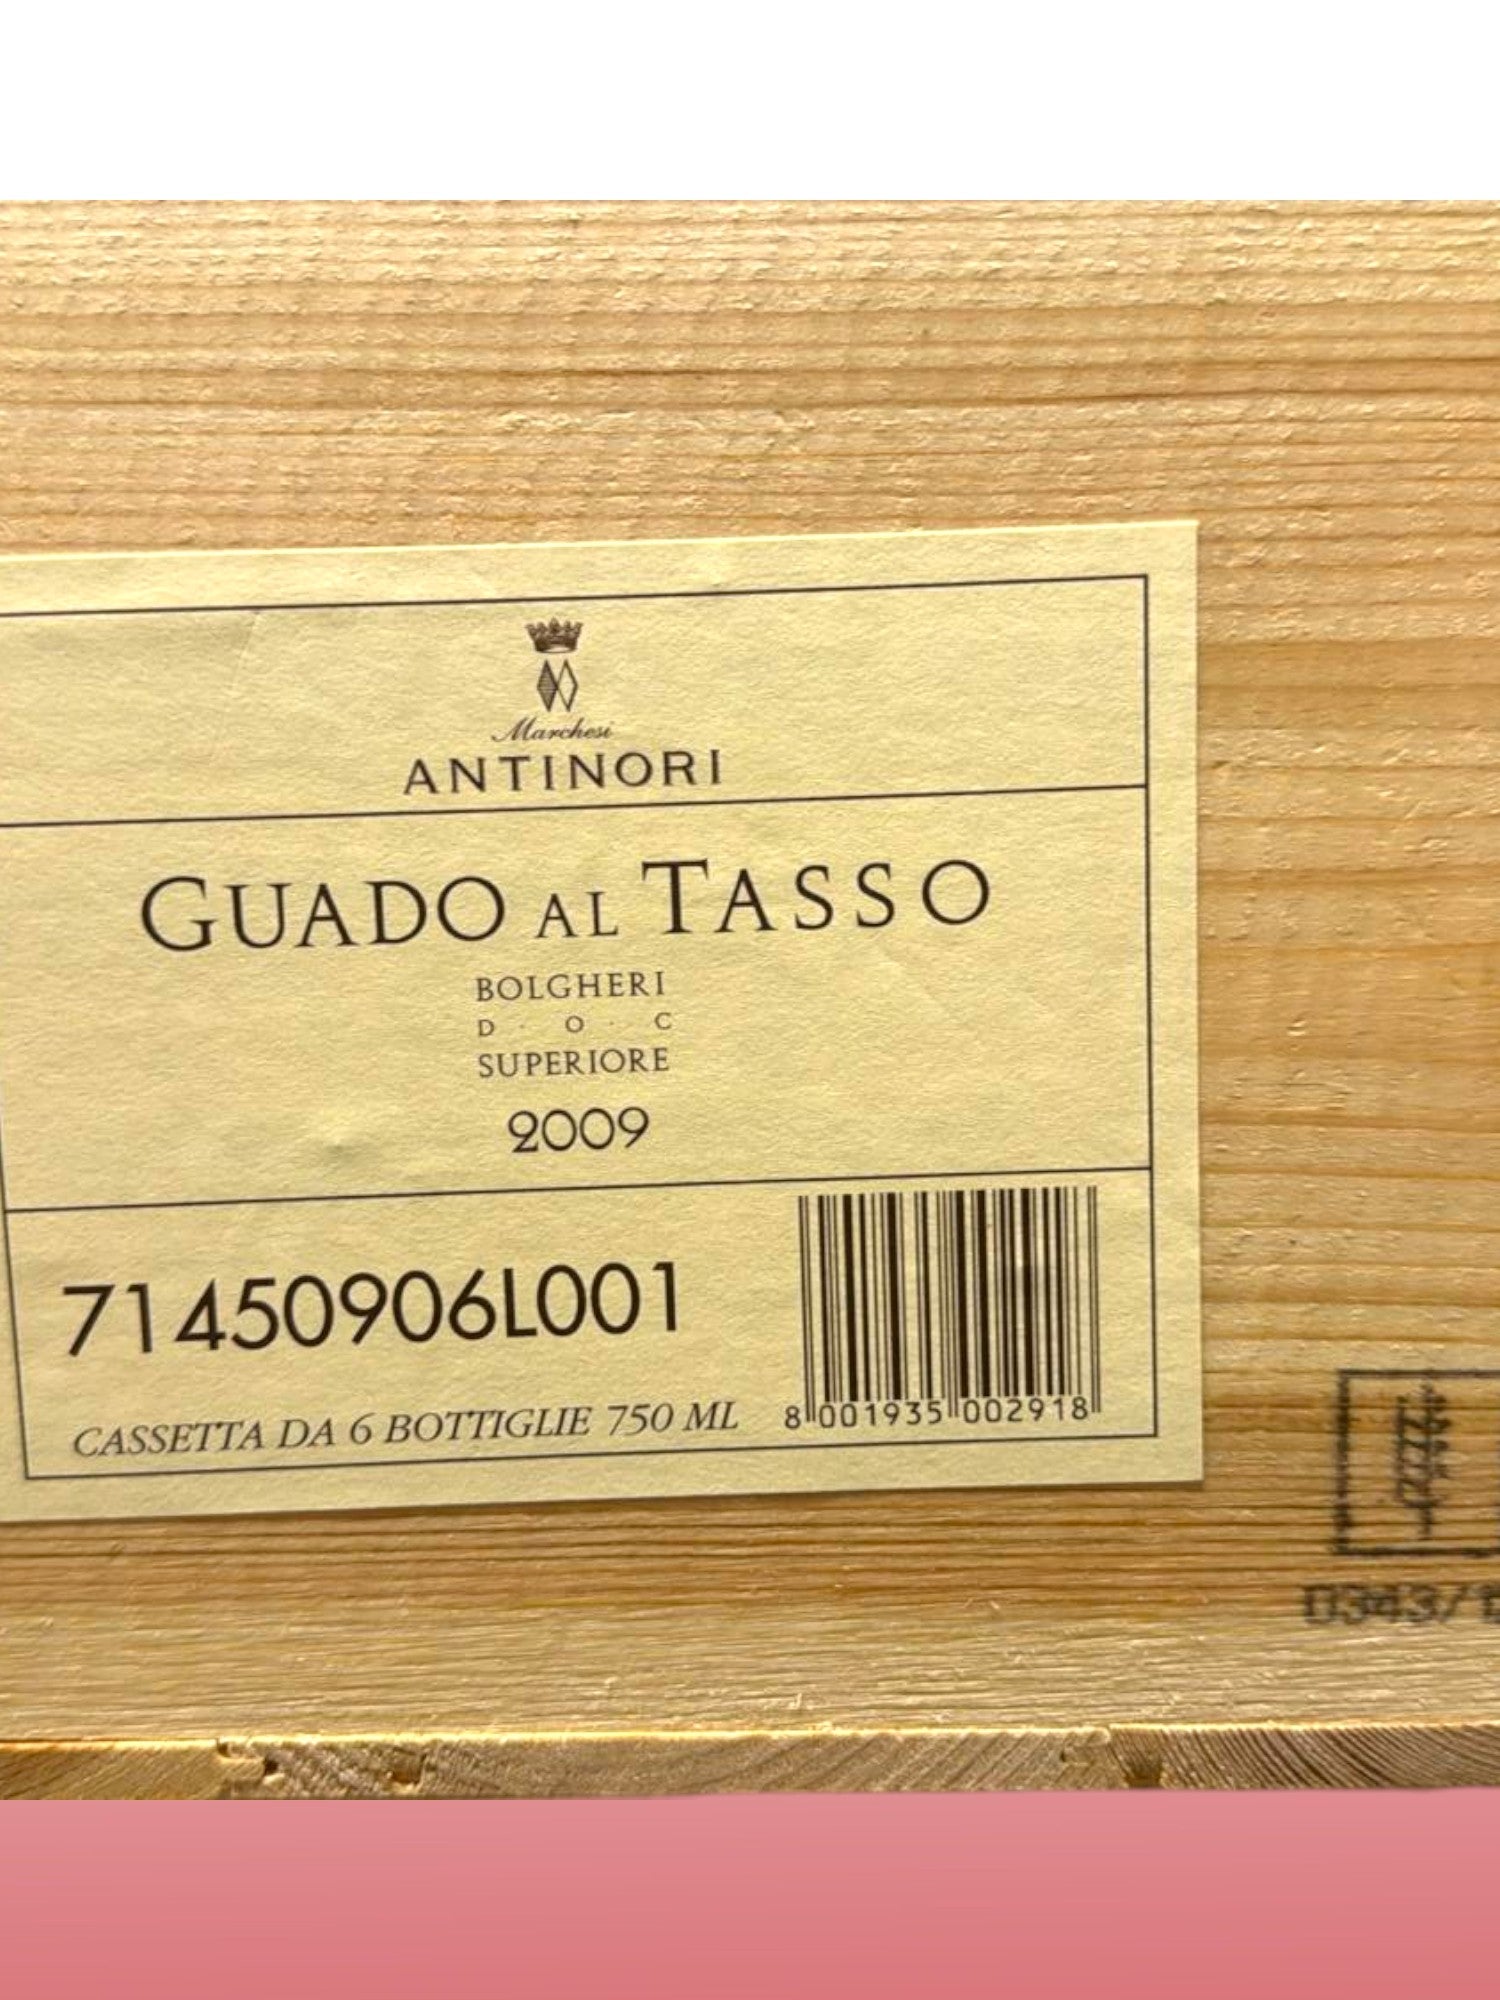 Marchesi
ANTINORI
GUADO AL TASSO
BOLGHERI
D · O · C
SUPERIORE
2009
71450906L001
CASSETTA DA 6 BOTTIGLIE 750 ML
8 001935 002918